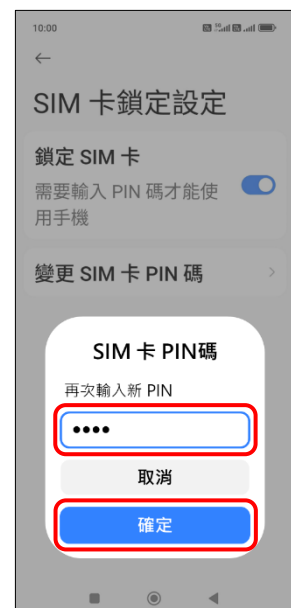 10:00
SIM 卡鎖定設定
鎖定 SIM 卡
需要輸入 PIN 碼才能使
用手機
變更 SIM 卡 PIN 碼
SIM 卡 PIN碼
再次輸入新 PIN
••••
取消
確定